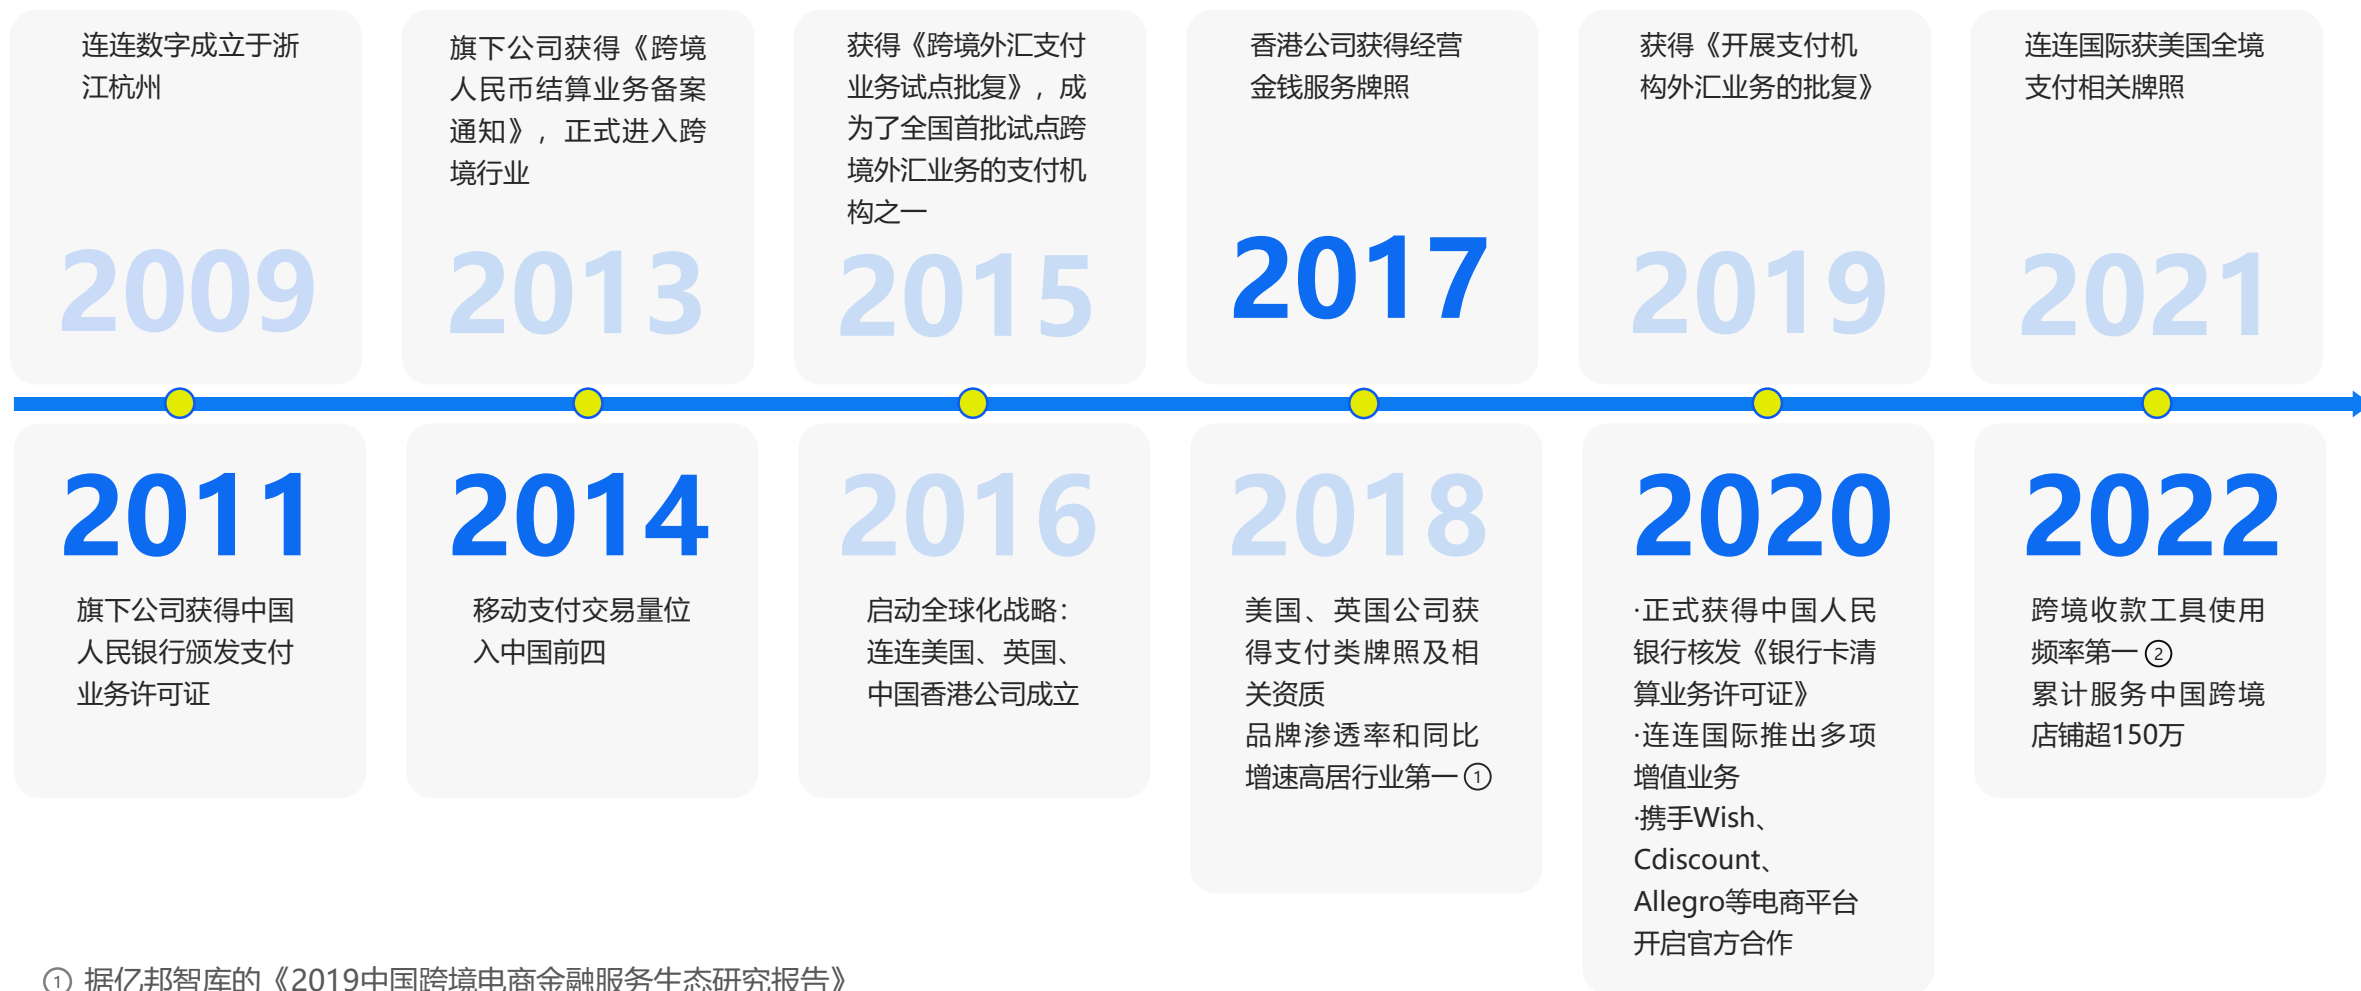 连连数字成立于浙
江杭州
2009
旗下公司获得《跨境
人民币结算业务备案
通知》，正式进入跨
境行业
2013
获得《跨境外汇支付
业务试点批复》，成
为了全国首批试点跨
境外汇业务的支付机
构之一
2015
香港公司获得经营
金钱服务牌照
2017
获得《开展支付机
构外汇业务的批复》
2019
连连国际获美国全境
支付相关牌照
2021
2011
旗下公司获得中国
人民银行颁发支付
业务许可证
2014
移动支付交易量位
入中国前四
2016
启动全球化战略：
连连美国、英国、
中国香港公司成立
2018
美国、英国公司获
得支付类牌照及相
关资质
品牌渗透率和同比
增速高居行业第一①
2020
·正式获得中国人民
银行核发《银行卡清
算业务许可证》
·连连国际推出多项
增值业务
·携手Wish、
Cdiscount、
Allegro等电商平台
开启官方合作
2022
跨境收款工具使用
频率第一②
累计服务中国跨境
店铺超150万
① 据亿邦智库的《2019中国跨境电商金融服务生态研究报告》